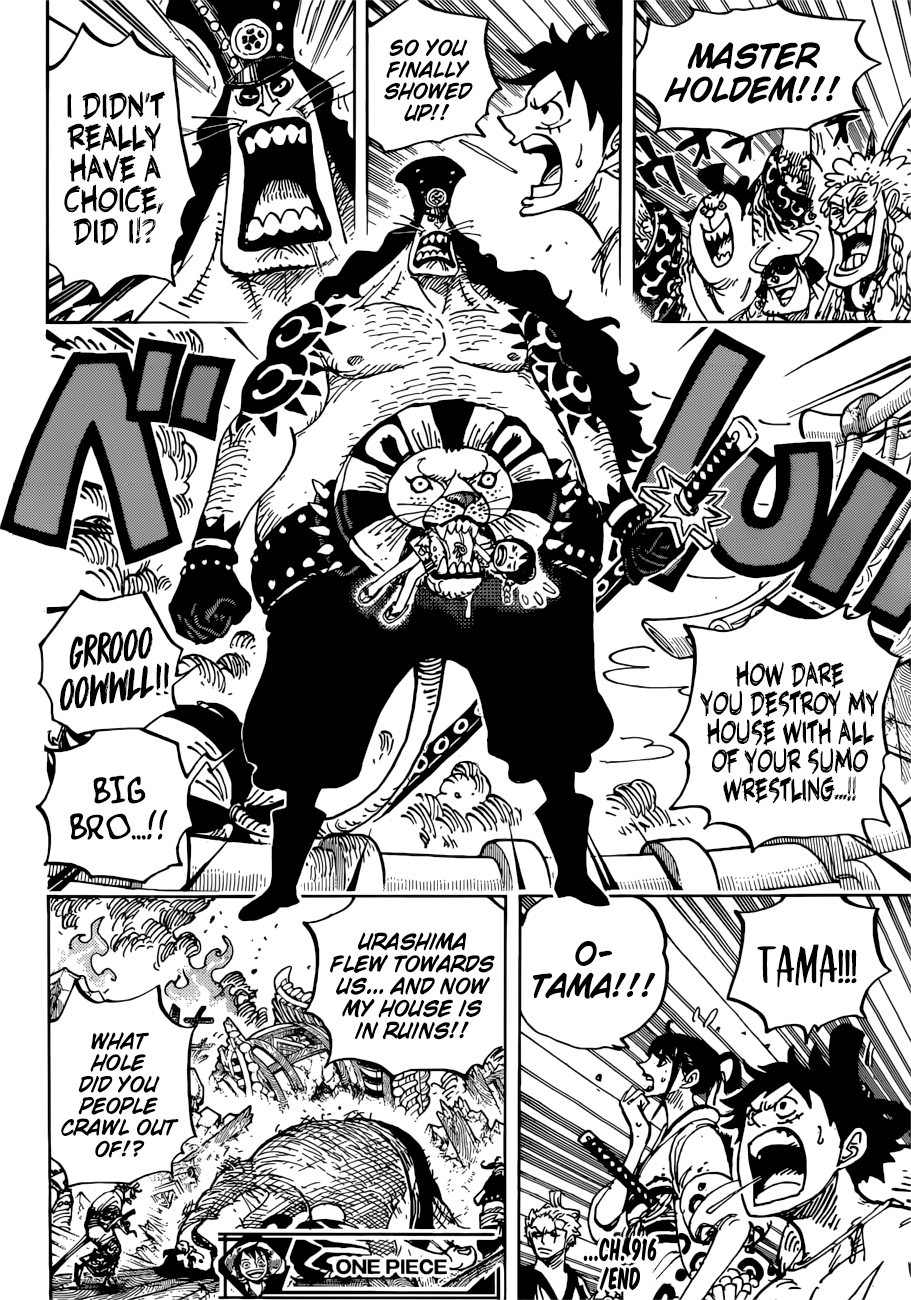 MASTER
HOLDEM!!!
SO YOU
FINALLY
SHOWED
UP!!
I DIDN'T
REALLY
HAVE A
CHOICE,
DID I!?
HOW DARE
YOU DESTROY MY
HOUSE WITH ALL
OF YOUR SUMO
WRESTLING...!!
GRROOO
OOWWLL!!
BIG
BRO...!!
TAMA!!!
O-
TAMA!!!
URASHIMA
FLEW TOWARDS
US... AND NOW
MY HOUSE IS
IN RUINS!!
WHAT
HOLE
DID YOU
PEOPLE
CRAWL OUT
OF!?
...CH. 916
/END
ONE PIECE